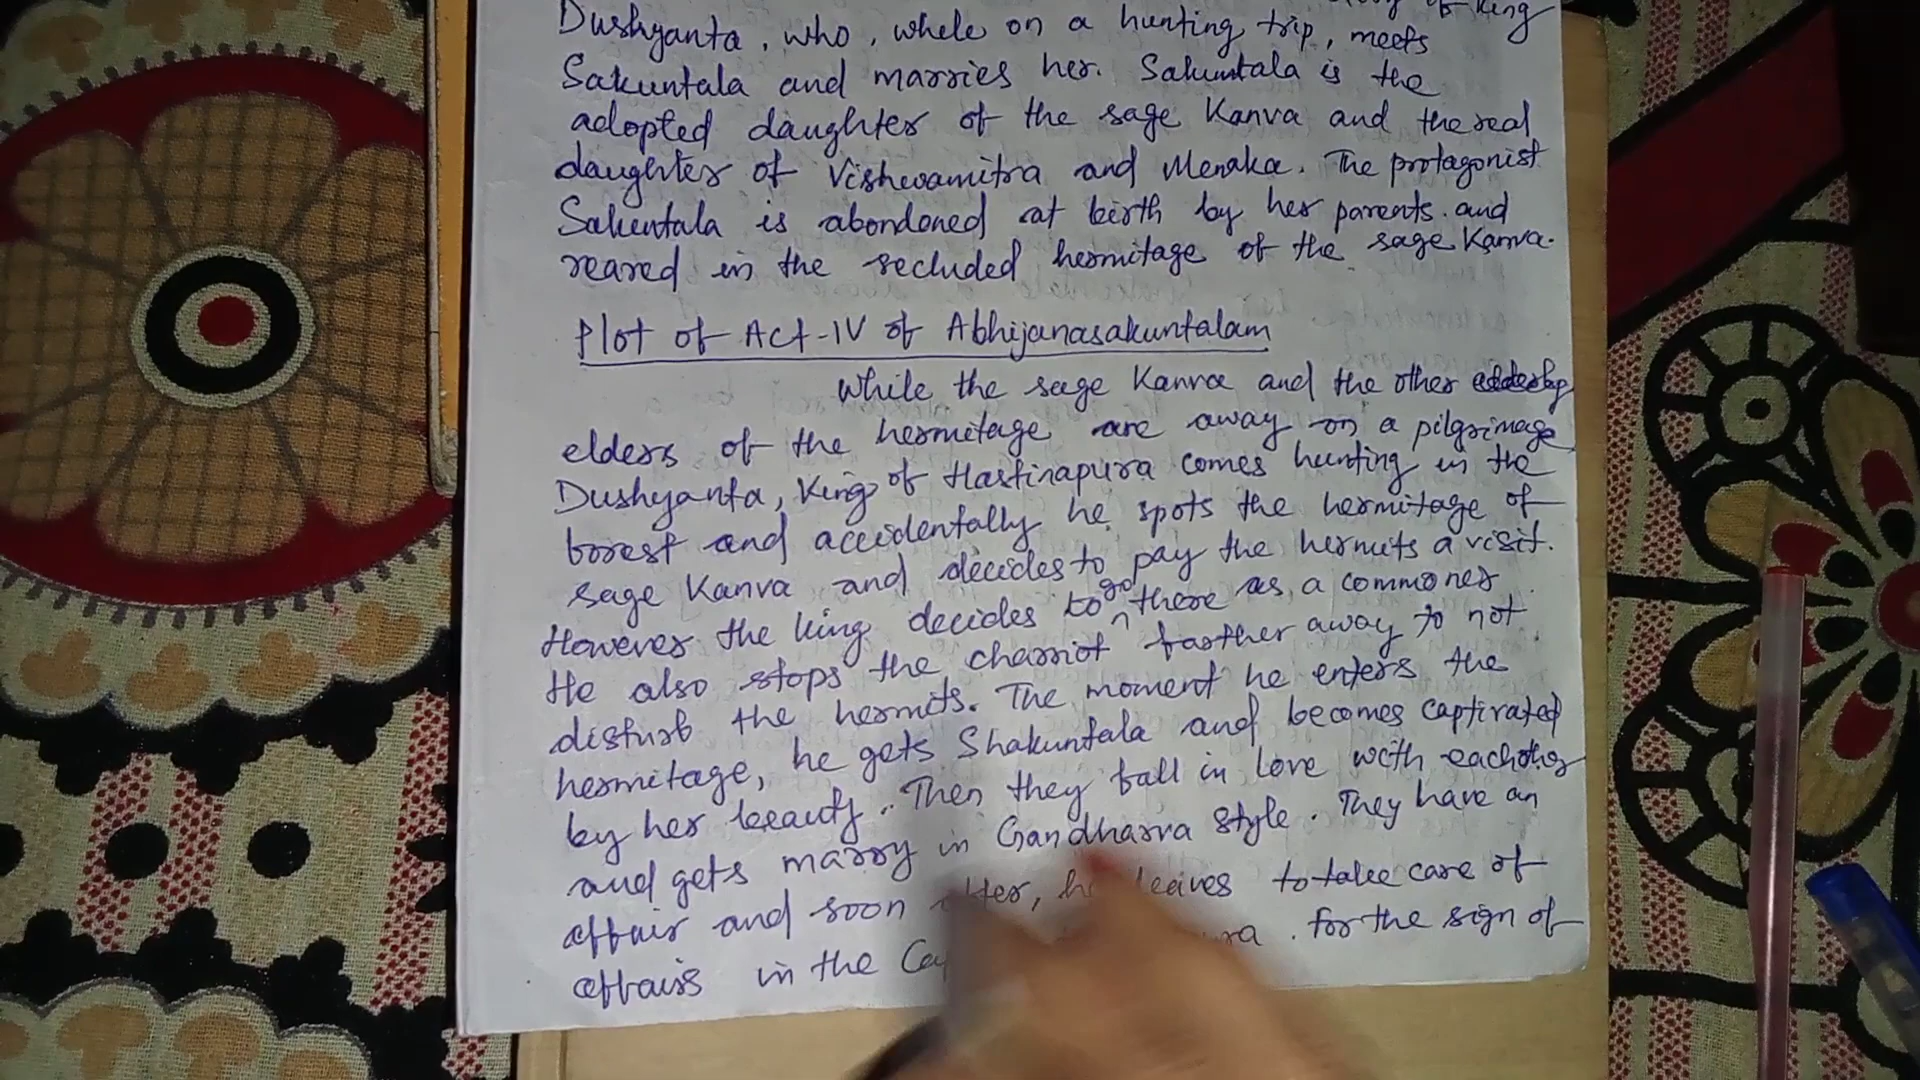 of King
Dushyanta, who, while on a hunting trip, meets
Sakuntala and marries her. Sakuntala is the
adopted daughter of the sage Kanva and the real
daughter of Vishwamitra and Menaka. The protagonist
Sakuntala is abondoned at birth by her parents. and
reared in the secluded hermitage of the sage Kanva.
Plot of Act-IV of Abhijanasakuntalam
While the sage Kanva and the other
elders of the hermitage are away on a pilgrimage
Dushyanta, King of Hastinapura comes hunting in the
forest and accidentally he spots the hermitage of
sage Kanva and decides to pay the hermits a visit.
However the king decides to go there as a commoner.
He also stops the charriot farther away to not
disturb the hermits. The moment he enters the
hermitage, he gets Shakuntala and becomes captivated
by her beauty. Then they fall in love with eachother
and gets marry in Gandharva style. They have an
affair and soon after, he leaves to take care of
affairs in the for the sign of